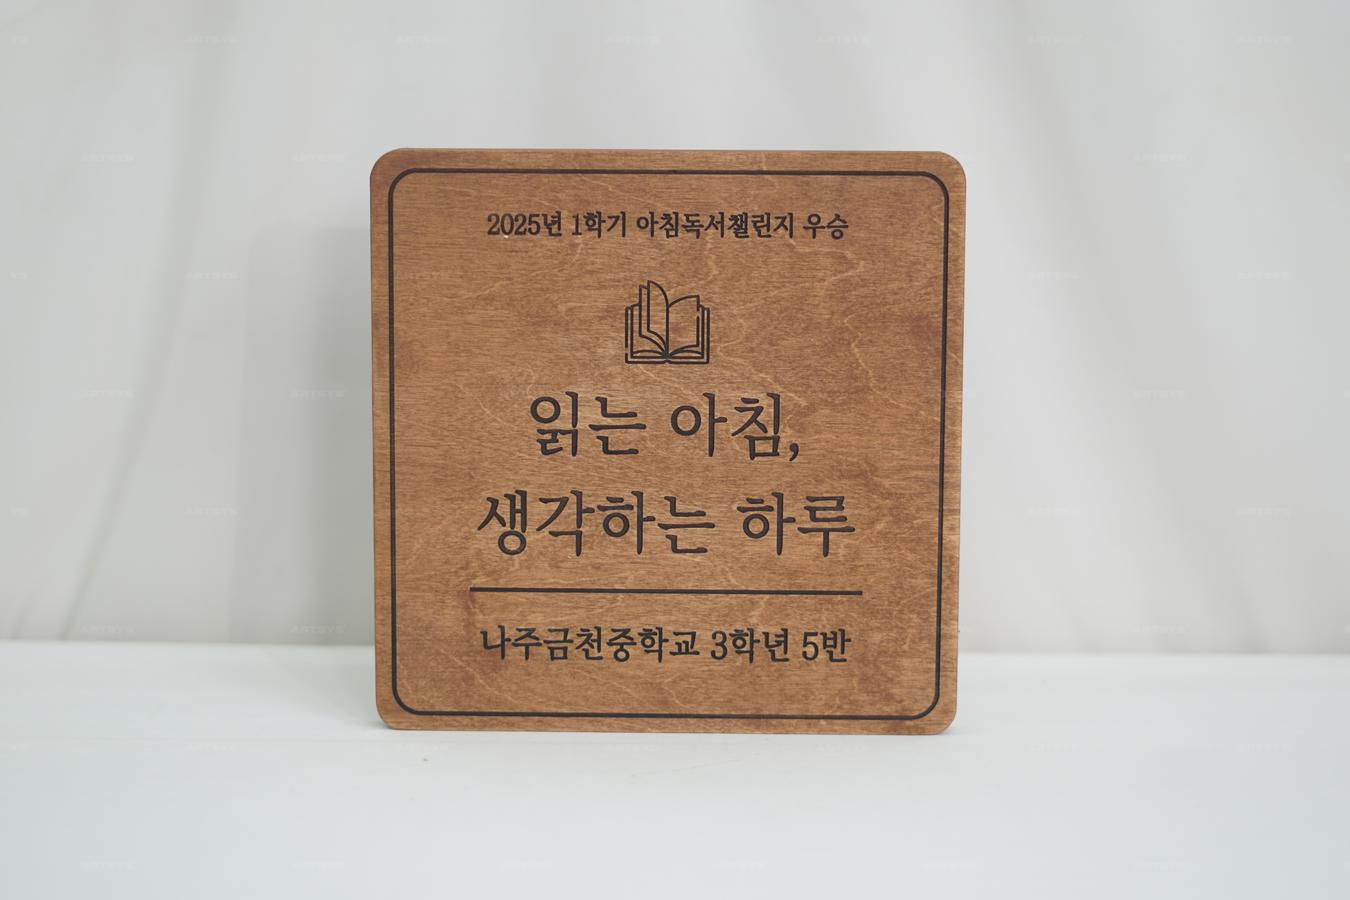 2025년 1학기 아침독서챌린지 우승
읽는 아침,
생각하는 하루
나주금천중학교 3학년 5반